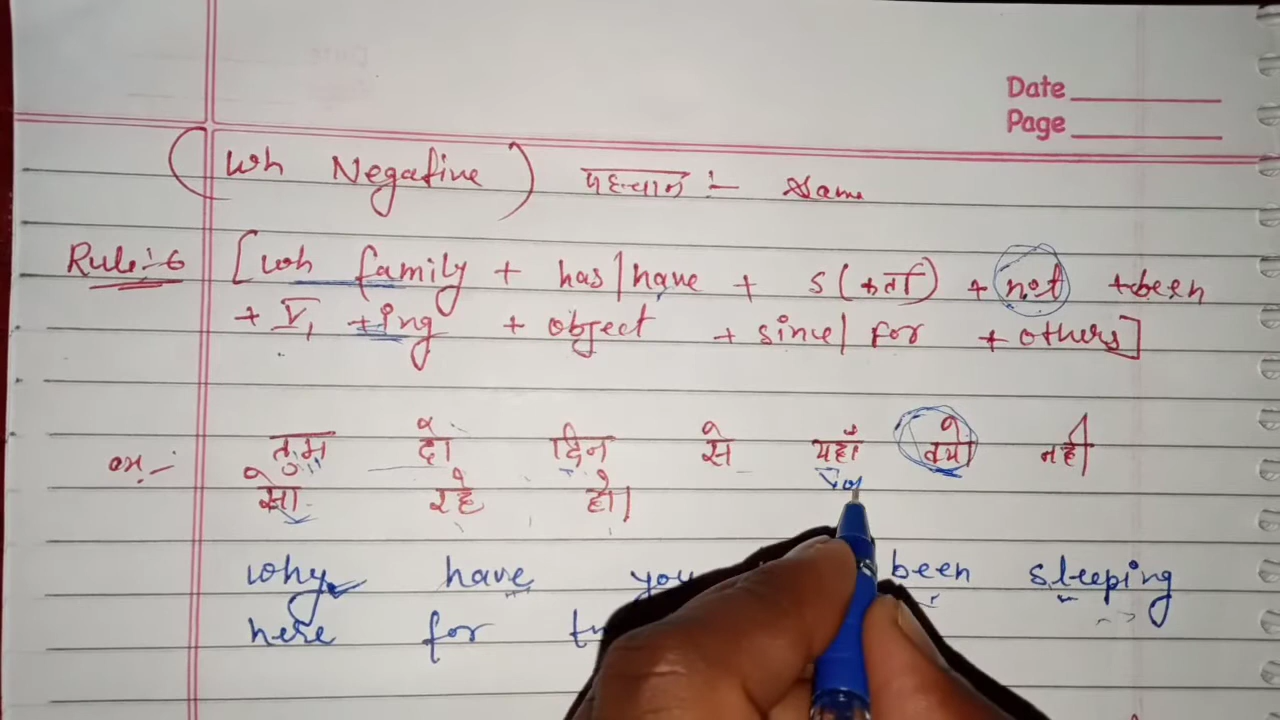 Date
Page
(Wh Negative) पहचान :- Same
Rule:-6 [wh family + has/have + S(कर्ता) + not +been
+ V1 +ing + object + since/for + others]
ex:- तुम दो दिन से यहाँ क्यों नहीं
सो रहे हो।
why have you been sleeping
here for